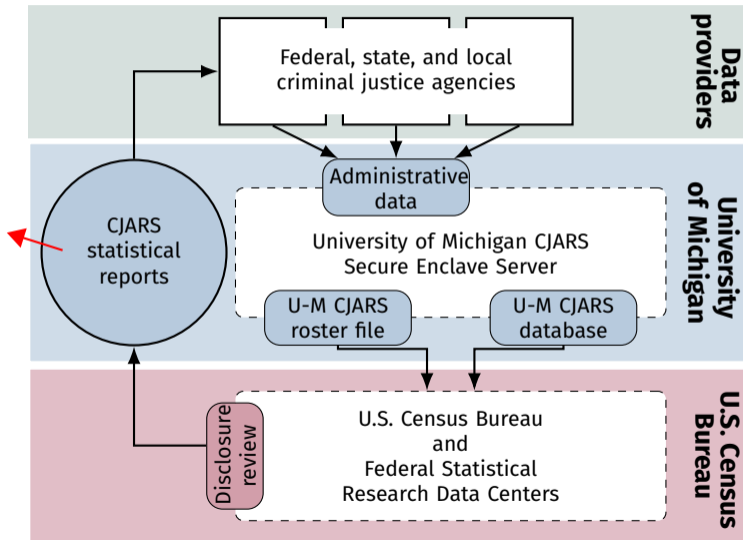 Federal, state, and local
criminal justice agencies
Data
providers
Administrative
data
CJARS
statistical
reports
University of Michigan CJARS
Secure Enclave Server
University
of Michigan
U-M CJARS
roster file
U-M CJARS
database
Disclosure
review
U.S. Census Bureau
and
Federal Statistical
Research Data Centers
U.S. Census
Bureau